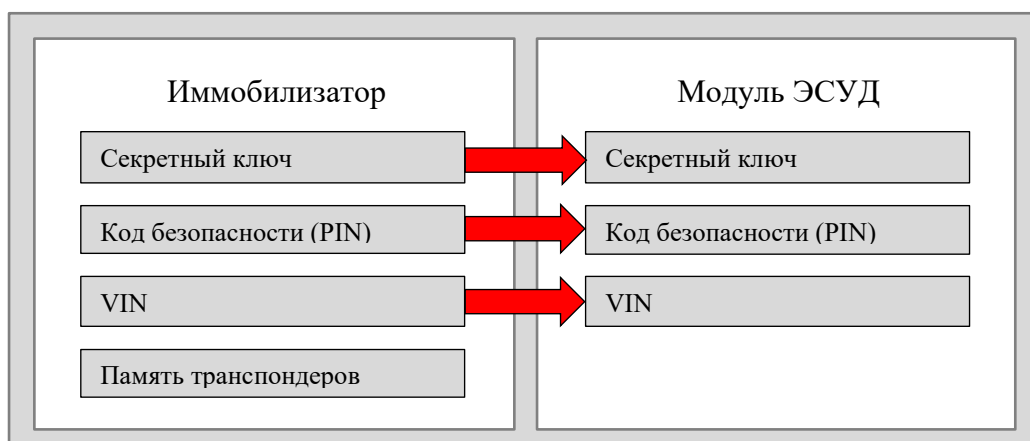 Иммобилизатор
Модуль ЭСУД
Секретный ключ
Секретный ключ
Код безопасности (PIN)
Код безопасности (PIN)
VIN
VIN
Память транспондеров